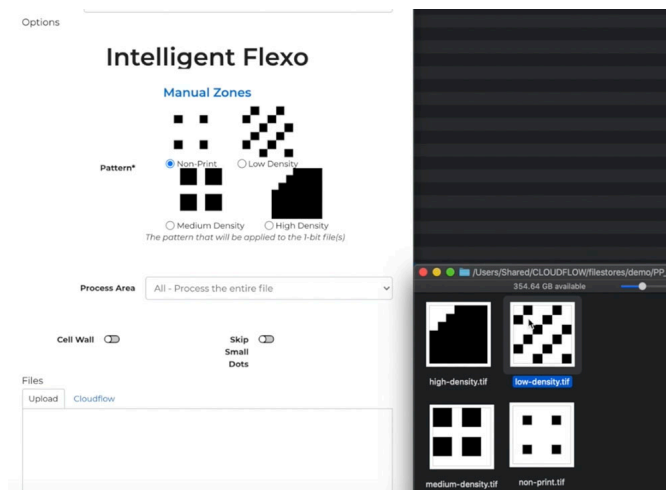 Options
Intelligent Flexo
Manual Zones
Pattern*
Non-Print
Low Density
Medium Density
High Density
The pattern that will be applied to the 1-bit file(s)
Process Area
All - Process the entire file
Cell Wall
Skip
Small
Dots
Files
Upload
Cloudflow
/Users/Shared/CLOUDFLOW/filestores/demo/PP_
354.64 GB available
high-density.tif
low-density.tif
medium-density.tif
non-print.tif